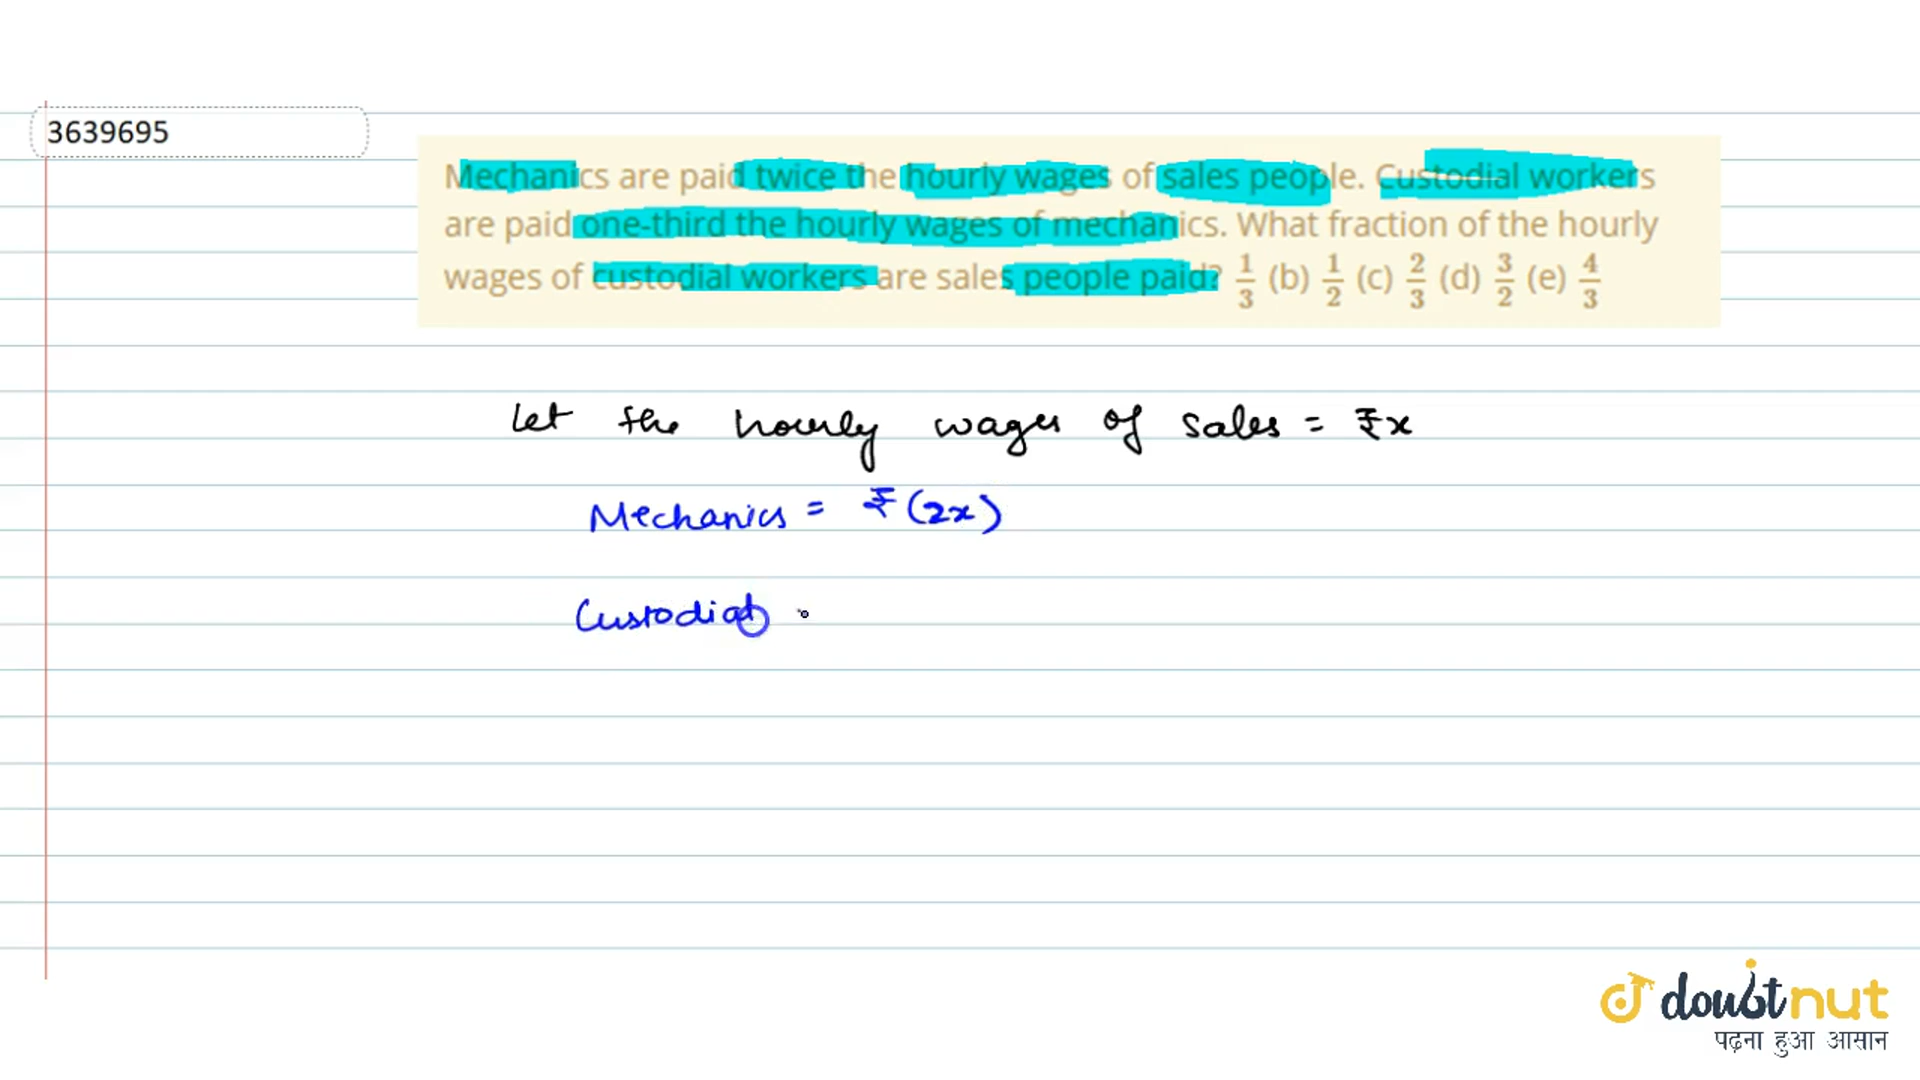 3639695
Mechanics are paid twice the hourly wages of sales people. Custodial workers
are paid one-third the hourly wages of mechanics. What fraction of the hourly
wages of custodial workers are sales people paid? 1/3 (b) 1/2 (c) 2/3 (d) 3/2 (e) 4/3
Let the hourly wages of sales = ₹x
Mechanics = ₹(2x)
Custodial
doubtnut
पढ़ना हुआ आसान